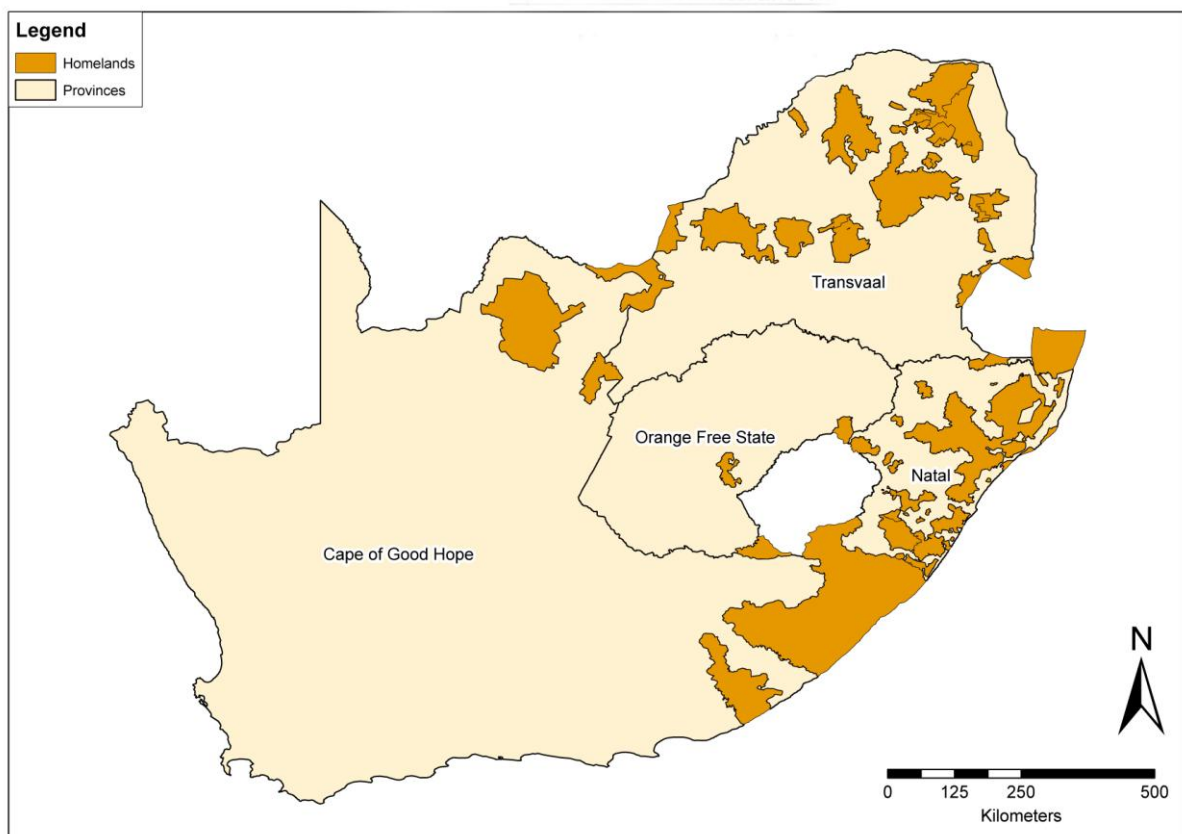 Legend
Homelands
Provinces
Transvaal
Orange Free State
Natal
Cape of Good Hope
N
0 125 250 500
Kilometers